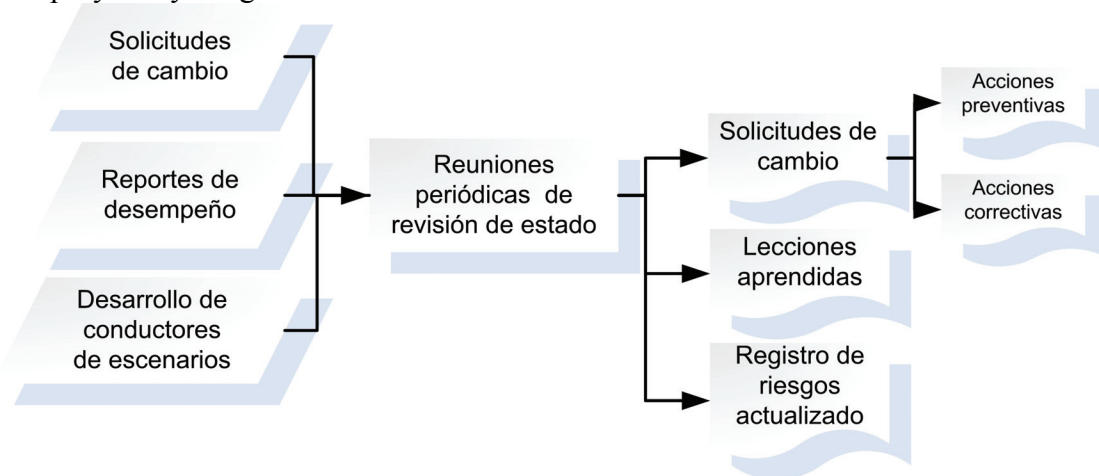 Solicitudes
de cambio
Reportes de
desempeño
Desarrollo de
conductores
de escenarios
Reuniones
periódicas de
revisión de estado
Solicitudes de
cambio
Lecciones
aprendidas
Registro de
riesgos
actualizado
Acciones
preventivas
Acciones
correctivas